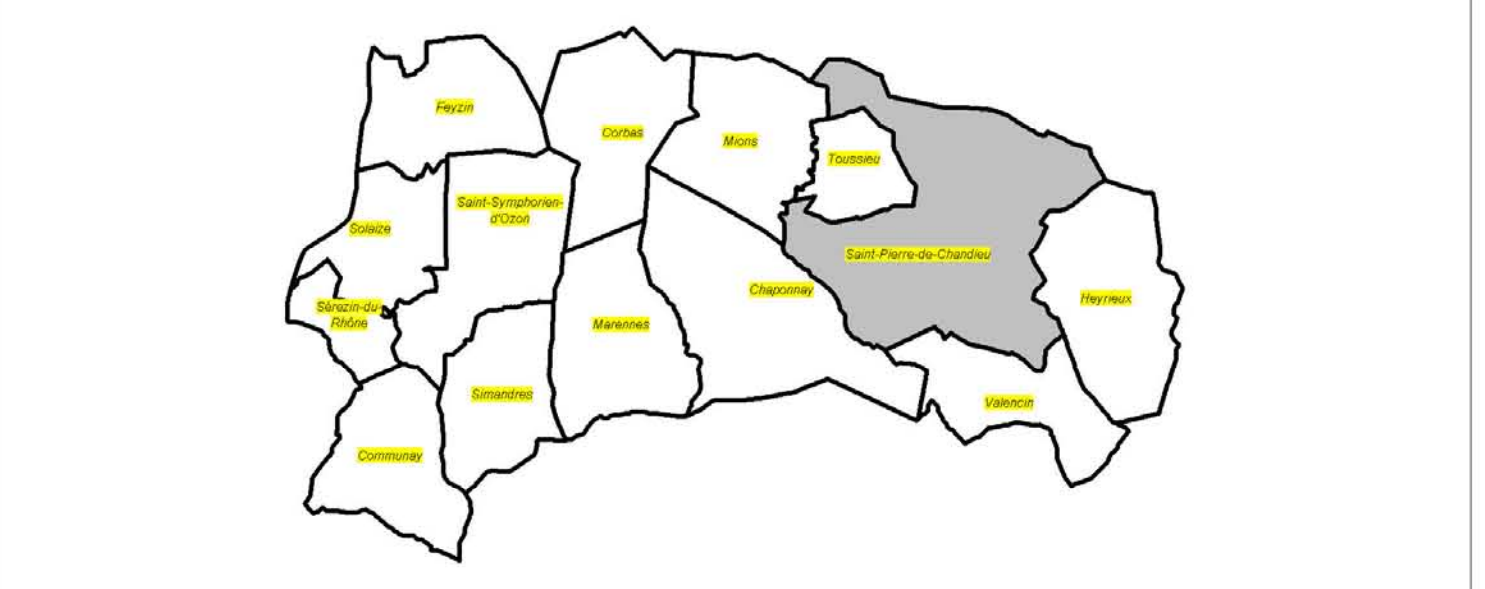 Feyzin
Corbas
Mions
Toussieu
Saint-Symphorien-
d'Ozon
Solaize
Saint-Pierre-de-Chandieu
Chaponnay
Heyrieux
Sérezin-du-
Rhône
Marennes
Simandres
Valencin
Communay